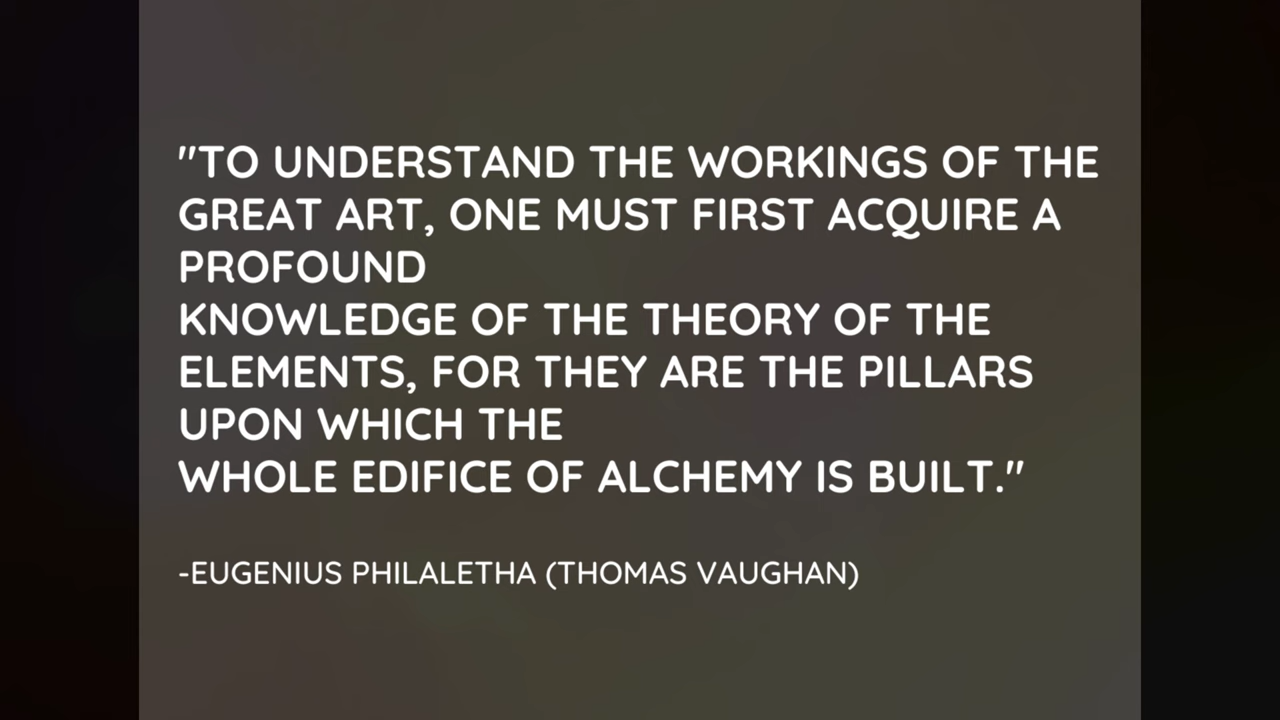 "TO UNDERSTAND THE WORKINGS OF THE
GREAT ART, ONE MUST FIRST ACQUIRE A
PROFOUND
KNOWLEDGE OF THE THEORY OF THE
ELEMENTS, FOR THEY ARE THE PILLARS
UPON WHICH THE
WHOLE EDIFICE OF ALCHEMY IS BUILT."
-EUGENIUS PHILALETHA (THOMAS VAUGHAN)